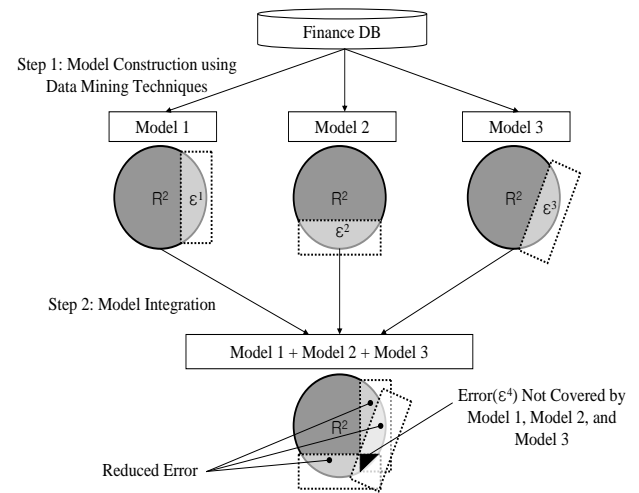 Finance DB
Step 1: Model Construction using
Data Mining Techniques
Model 1
Model 2
Model 3
R²
ε¹
R²
ε²
R²
ε³
Step 2: Model Integration
Model 1 + Model 2 + Model 3
R²
Error(ε⁴) Not Covered by
Model 1, Model 2, and
Model 3
Reduced Error